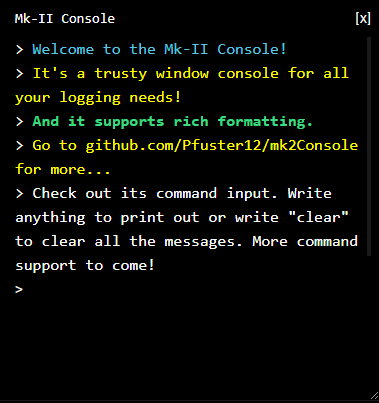 Mk-II Console [x]
> Welcome to the Mk-II Console!
> It's a trusty window console for all
your logging needs!
> And it supports rich formatting.
> Go to github.com/Pfuster12/mk2Console
for more...
> Check out its command input. Write
anything to print out or write "clear"
to clear all the messages. More command
support to come!
>